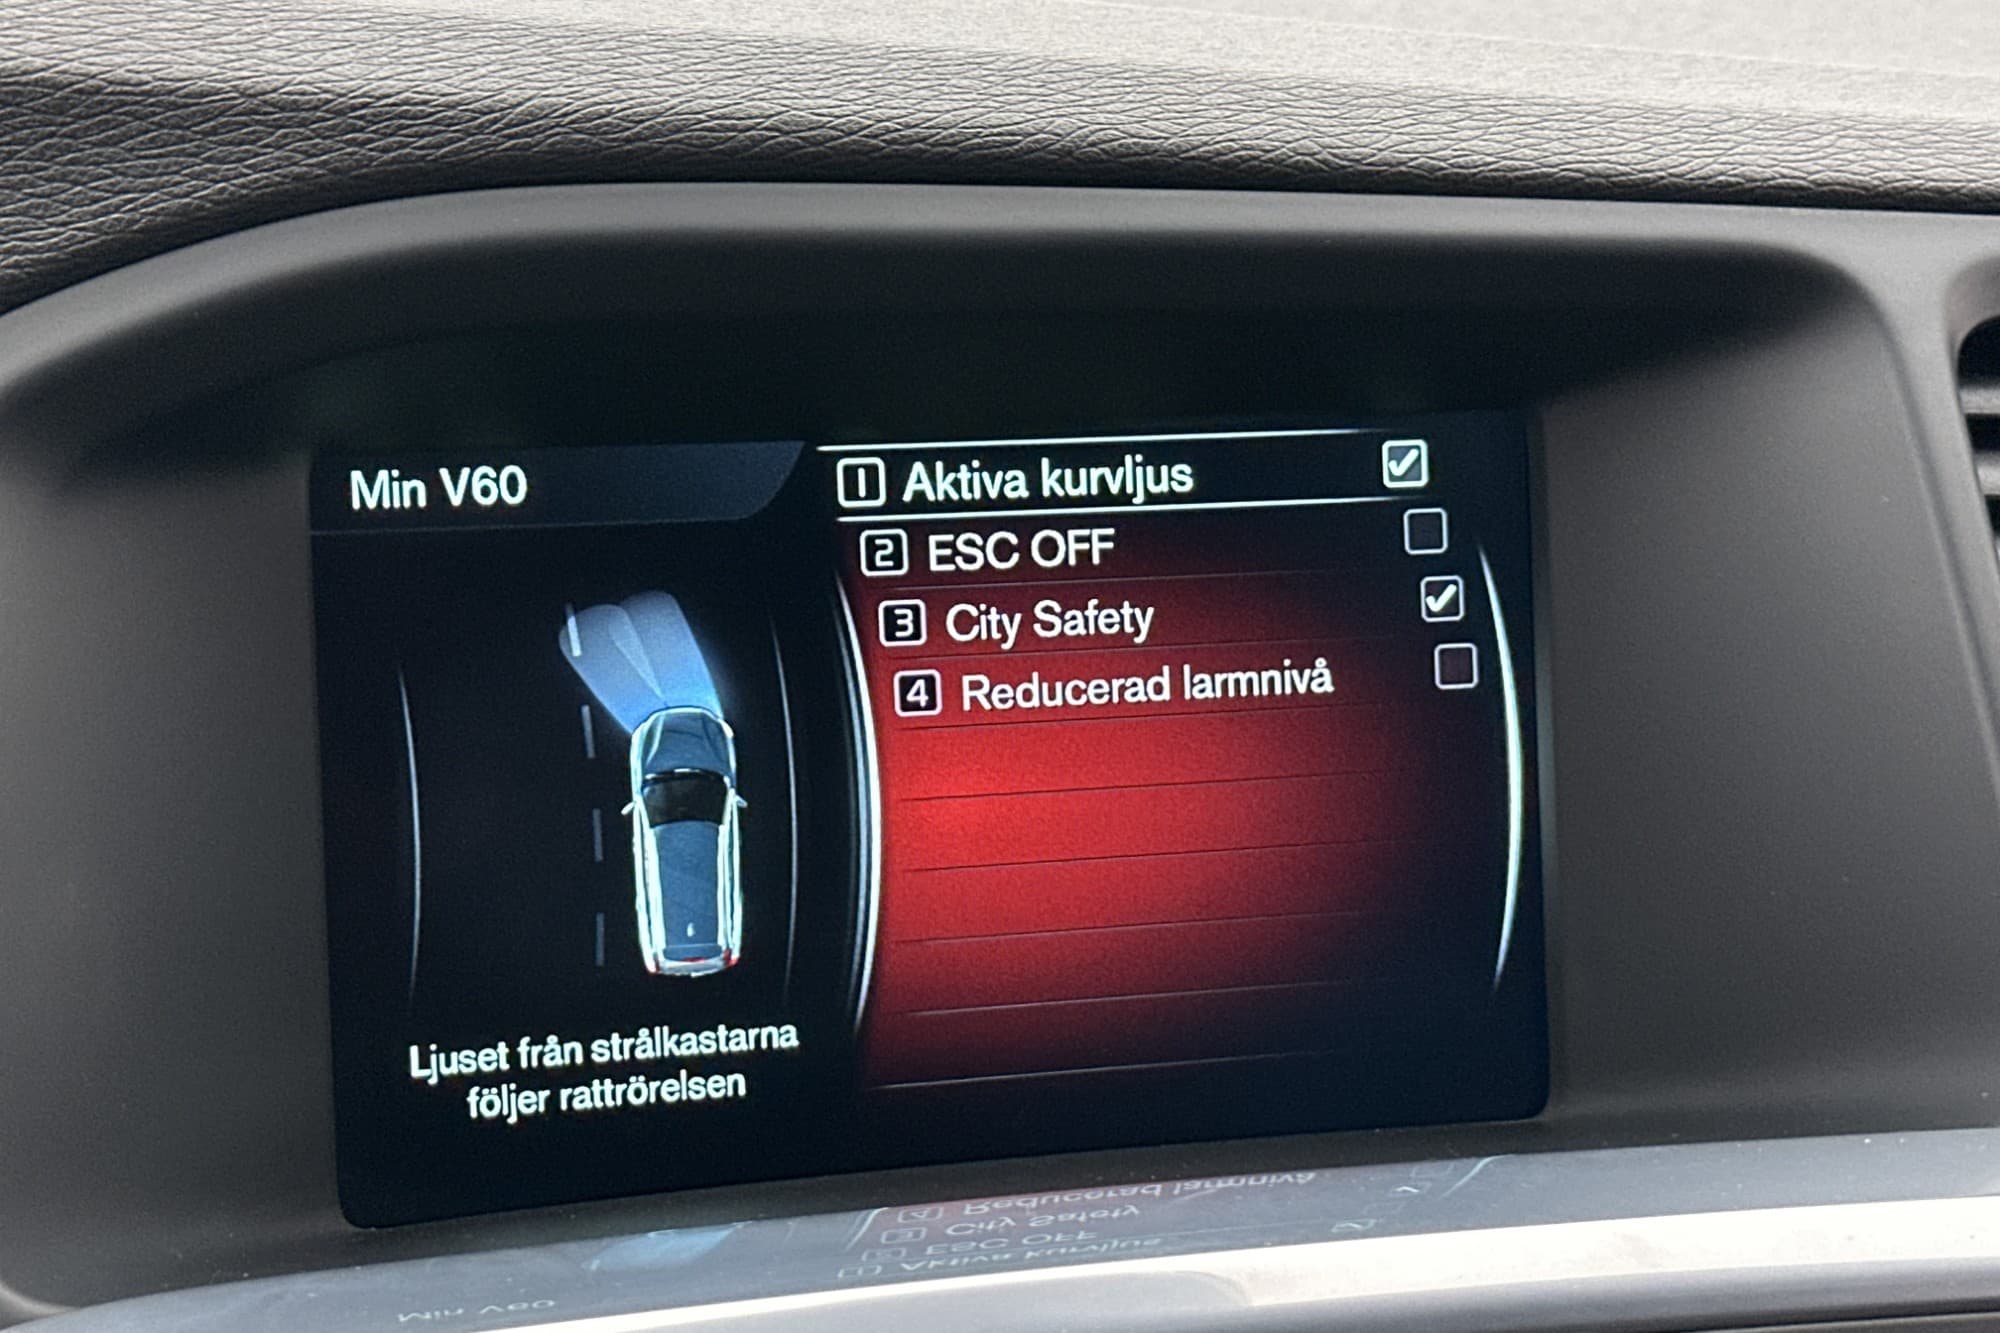 Min V60
1 Aktiva kurvljus
2 ESC OFF
3 City Safety
4 Reducerad larmnivå
Ljuset från strålkastarna
följer rattrörelsen